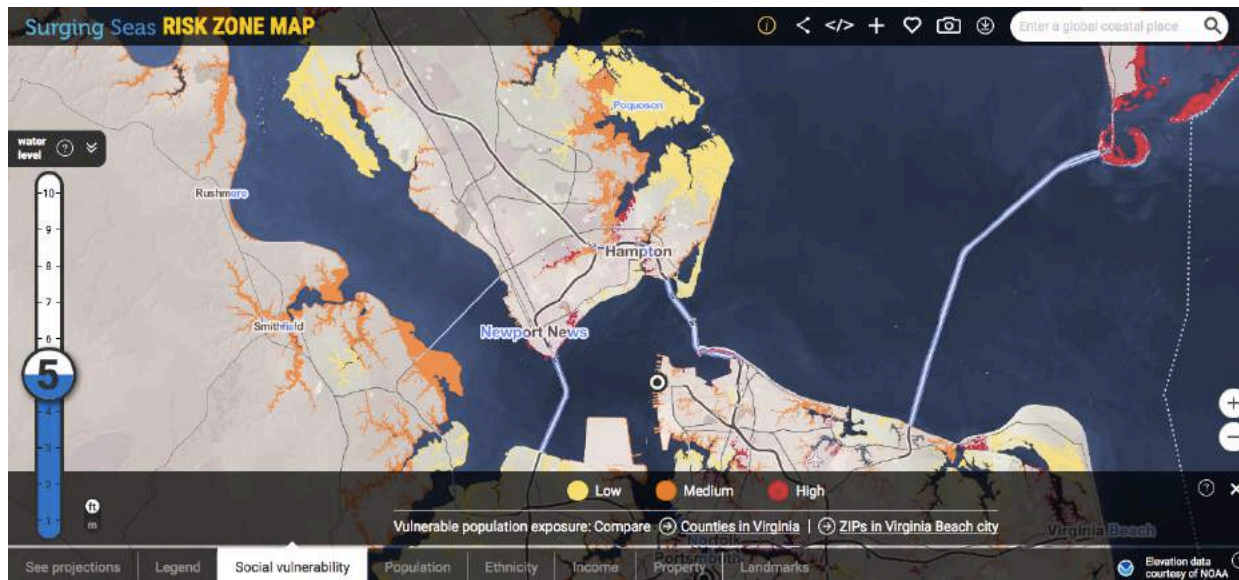 Surging Seas RISK ZONE MAP
</> Enter a global coastal place
Poquoson
water level
10
9
8
7
6
5
4
3
2
1
ft
m
Rushmere
Hampton
Smithfield
Newport News
Low Medium High
Vulnerable population exposure: Compare Counties in Virginia | ZIPs in Virginia Beach city
Virginia Beach
Norfolk
Portsmouth
See projections Legend Social vulnerability Population Ethnicity Income Property Landmarks
Elevation data
courtesy of NOAA